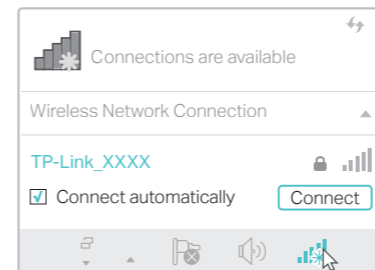 Connections are available
Wireless Network Connection
TP-Link_XXXX
Connect automatically
Connect